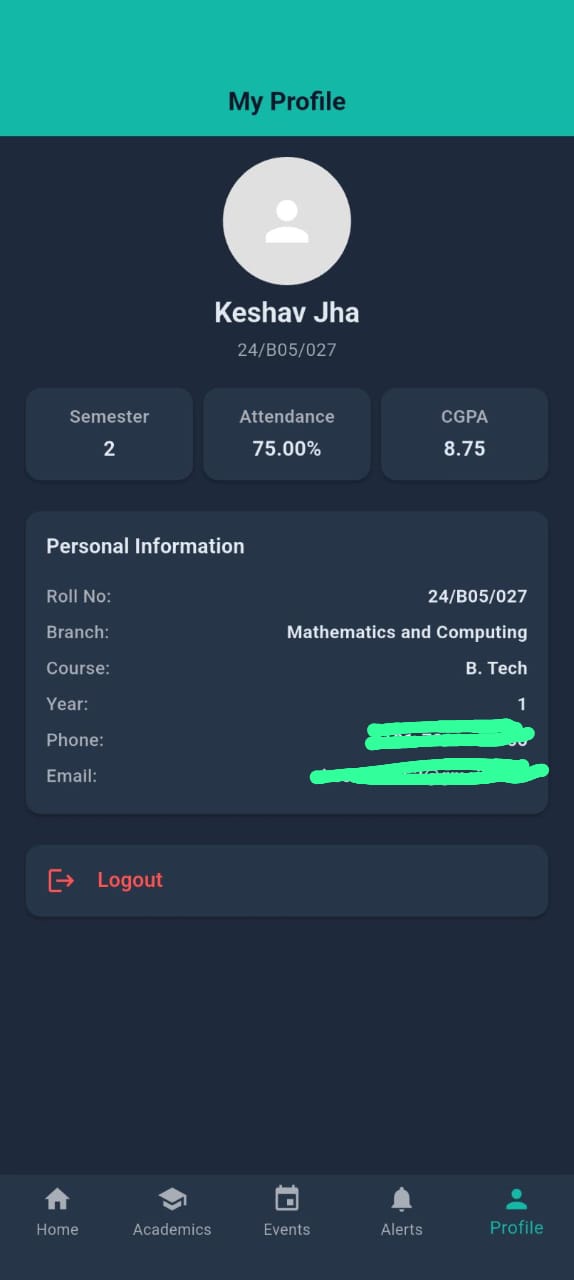 My Profile
Keshav Jha
24/B05/027
Semester
2
Attendance
75.00%
CGPA
8.75
Personal Information
Roll No: 24/B05/027
Branch: Mathematics and Computing
Course: B. Tech
Year: 1
Phone:
Email:
Logout
Home
Academics
Events
Alerts
Profile